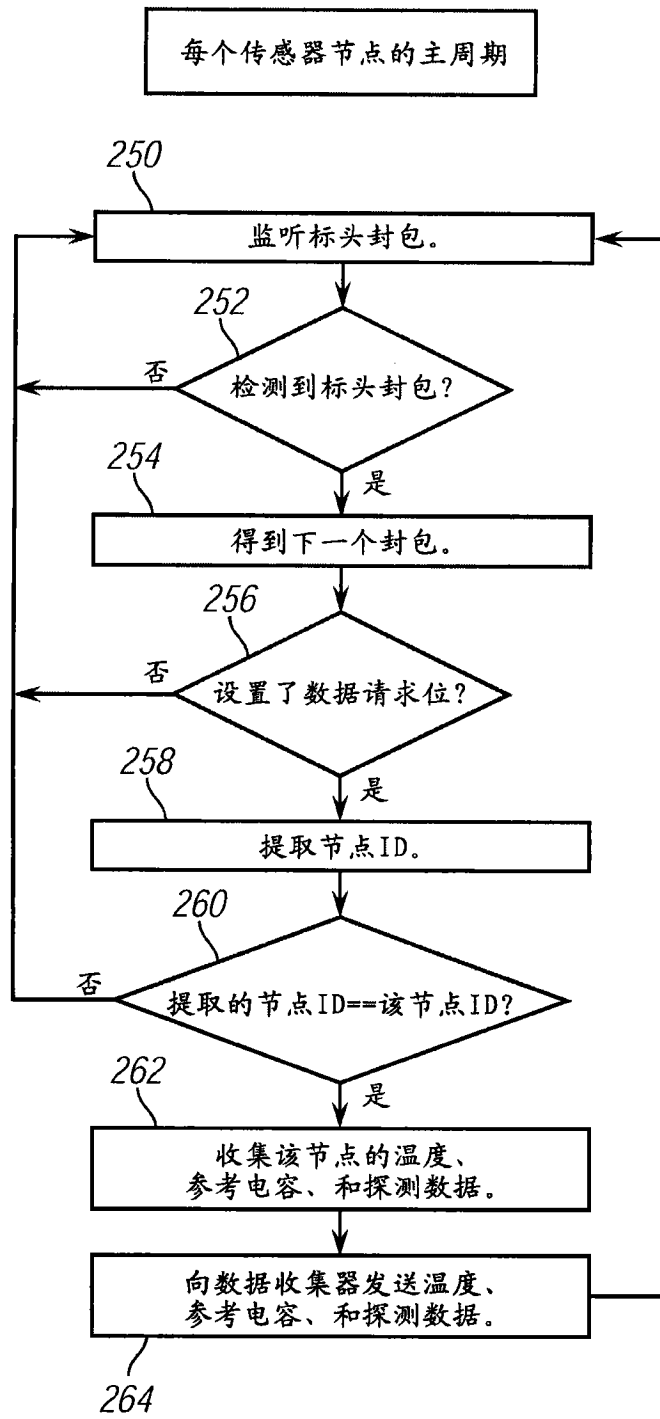 每个传感器节点的主周期
250
监听标头封包。
252
否
检测到标头封包?
是
254
得到下一个封包。
256
否
设置了数据请求位?
是
258
提取节点ID。
260
否
提取的节点ID==该节点ID?
是
262
收集该节点的温度、
参考电容、和探测数据。
向数据收集器发送温度、
参考电容、和探测数据。
264